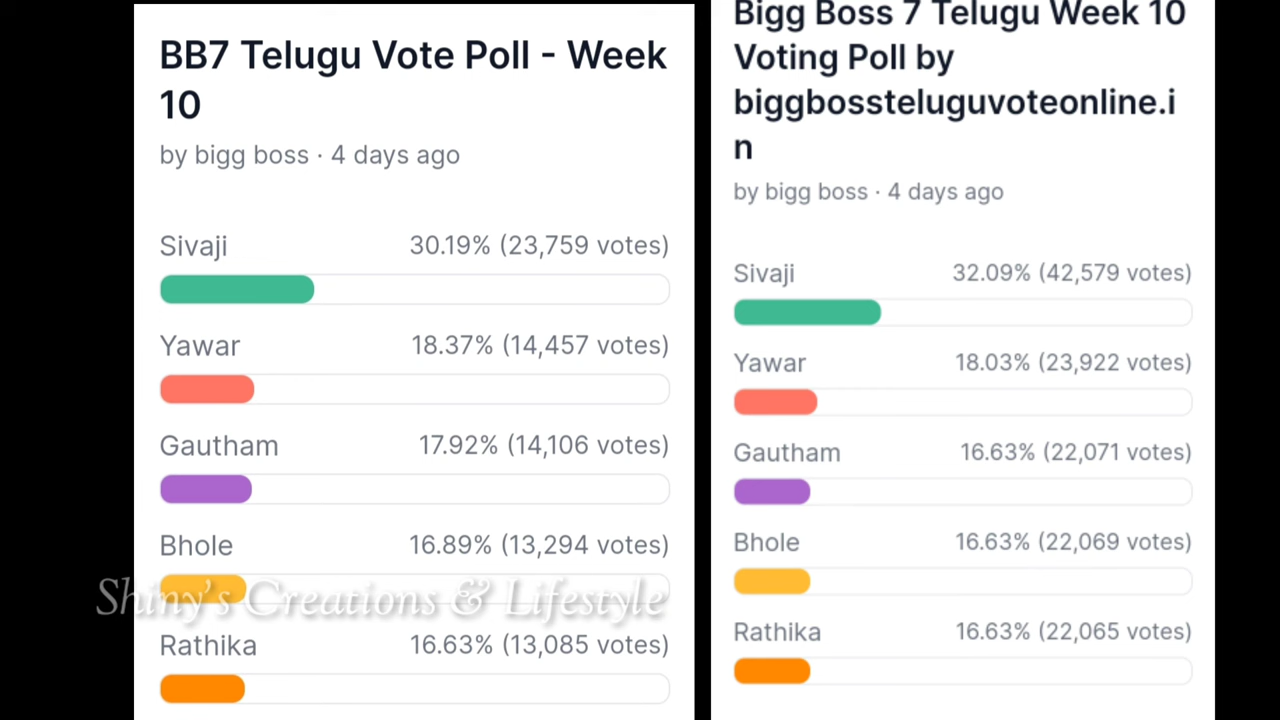 BB7 Telugu Vote Poll - Week
10
by bigg boss · 4 days ago
Sivaji 30.19% (23,759 votes)
Yawar 18.37% (14,457 votes)
Gautham 17.92% (14,106 votes)
Bhole 16.89% (13,294 votes)
Shiny's Creations & Lifestyle
Rathika 16.63% (13,085 votes)
Bigg Boss 7 Telugu Week 10
Voting Poll by
biggbossteluguvoteonline.i
n
by bigg boss · 4 days ago
Sivaji 32.09% (42,579 votes)
Yawar 18.03% (23,922 votes)
Gautham 16.63% (22,071 votes)
Bhole 16.63% (22,069 votes)
Rathika 16.63% (22,065 votes)